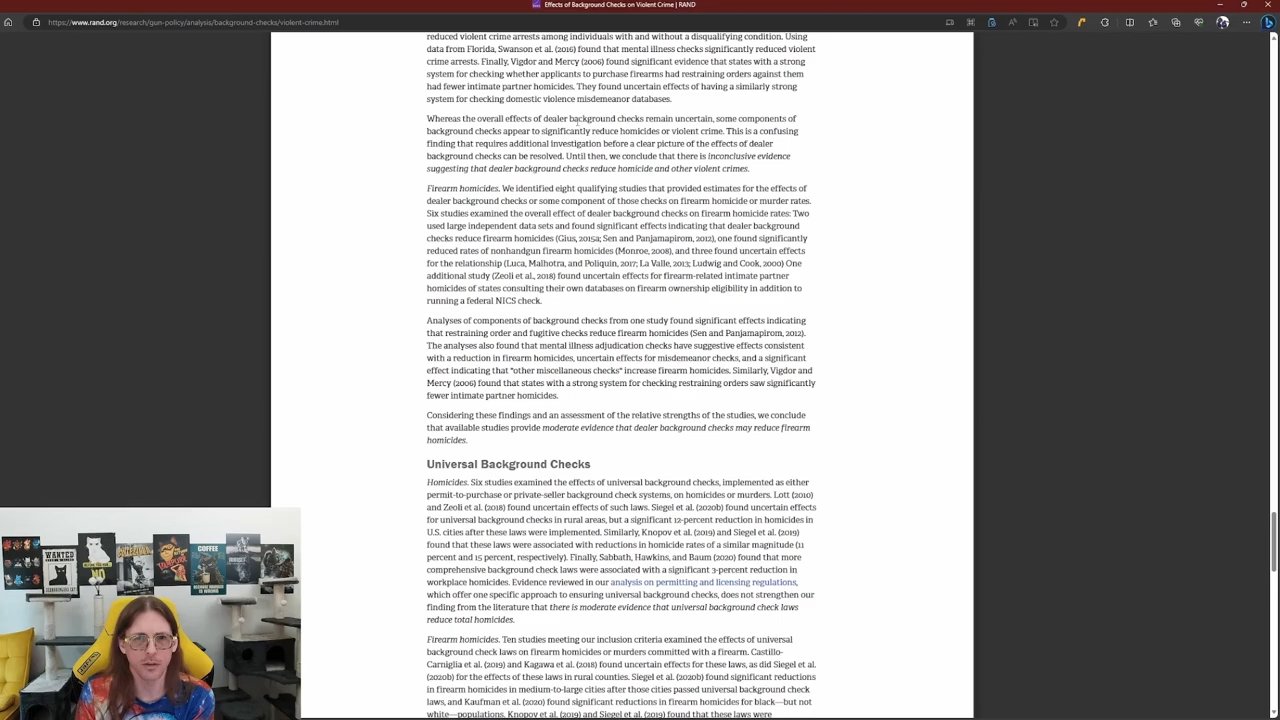 Effects of Background Checks on Violent Crime | RAND
https://www.rand.org/research/gun-policy/analysis/background-checks/violent-crime.html
reduced violent crime arrests among individuals with and without a disqualifying condition. Using
data from Florida, Swanson et al. (2016) found that mental illness checks significantly reduced violent
crime arrests. Finally, Vigdor and Mercy (2006) found significant evidence that states with a strong
system for checking whether applicants to purchase firearms had restraining orders against them
had fewer intimate partner homicides. They found uncertain effects of having a similarly strong
system for checking domestic violence misdemeanor databases.
Whereas the overall effects of dealer background checks remain uncertain, some components of
background checks appear to significantly reduce homicides or violent crime. This is a confusing
finding that requires additional investigation before a clear picture of the effects of dealer
background checks can be resolved. Until then, we conclude that there is inconclusive evidence
suggesting that dealer background checks reduce homicide and other violent crimes.
Firearm homicides. We identified eight qualifying studies that provided estimates for the effects of
dealer background checks or some component of those checks on firearm homicide or murder rates.
Six studies examined the overall effect of dealer background checks on firearm homicide rates: Two
used large independent data sets and found significant effects indicating that dealer background
checks reduce firearm homicides (Gius, 2015a; Sen and Panjamapirom, 2012), one found significantly
reduced rates of nonhandgun firearm homicides (Monroe, 2008), and three found uncertain effects
for the relationship (Luca, Malhotra, and Poliquin, 2017; La Valle, 2013; Ludwig and Cook, 2000) One
additional study (Zeoli et al., 2018) found uncertain effects for firearm-related intimate partner
homicides of states consulting their own databases on firearm ownership eligibility in addition to
running a federal NICS check.
Analyses of components of background checks from one study found significant effects indicating
that restraining order and fugitive checks reduce firearm homicides (Sen and Panjamapirom, 2012).
The analyses also found that mental illness adjudication checks have suggestive effects consistent
with a reduction in firearm homicides, uncertain effects for misdemeanor checks, and a significant
effect indicating that "other miscellaneous checks" increase firearm homicides. Similarly, Vigdor and
Mercy (2006) found that states with a strong system for checking restraining orders saw significantly
fewer intimate partner homicides.
Considering these findings and an assessment of the relative strengths of the studies, we conclude
that available studies provide moderate evidence that dealer background checks may reduce firearm
homicides.
Universal Background Checks
Homicides. Six studies examined the effects of universal background checks, implemented as either
permit-to-purchase or private-seller background check systems, on homicides or murders. Lott (2010)
and Zeoli et al. (2018) found uncertain effects of such laws. Siegel et al. (2020b) found uncertain effects
for universal background checks in rural areas, but a significant 12-percent reduction in homicides in
U.S. cities after these laws were implemented. Similarly, Knopov et al. (2019) and Siegel et al. (2019)
found that these laws were associated with reductions in homicide rates of a similar magnitude (11
percent and 15 percent, respectively). Finally, Sabbath, Hawkins, and Baum (2020) found that more
comprehensive background check laws were associated with a significant 3-percent reduction in
workplace homicides. Evidence reviewed in our analysis on permitting and licensing regulations,
which offer one specific approach to ensuring universal background checks, does not strengthen our
finding from the literature that there is moderate evidence that universal background check laws
reduce total homicides.
Firearm homicides. Ten studies meeting our inclusion criteria examined the effects of universal
background check laws on firearm homicides or murders committed with a firearm. Castillo-
Carniglia et al. (2019) and Kagawa et al. (2018) found uncertain effects for these laws, as did Siegel et al.
(2020b) for the effects of these laws in rural counties. Siegel et al. (2020b) found significant reductions
in firearm homicides in medium-to-large cities after those cities passed universal background check
laws, and Kaufman et al. (2020) found significant reductions in firearm homicides for black—but not
white—populations. Knopov et al. (2019) and Siegel et al. (2019) found that these laws were
WANTED
COFFEE